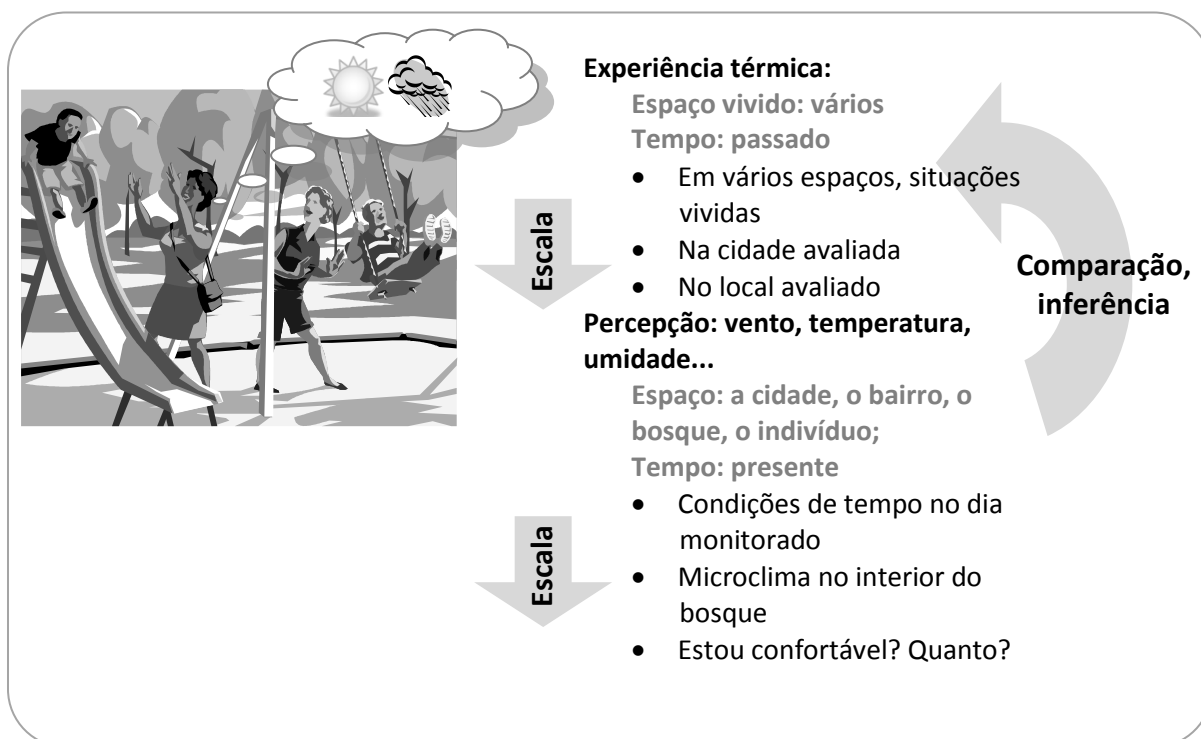 Experiência térmica:
Espaço vivido: vários
Tempo: passado
• Em vários espaços, situações
vividas
• Na cidade avaliada
• No local avaliado
Escala
Percepção: vento, temperatura,
umidade...
Espaço: a cidade, o bairro, o
bosque, o indivíduo;
Tempo: presente
• Condições de tempo no dia
monitorado
• Microclima no interior do
bosque
• Estou confortável? Quanto?
Escala
Comparação,
inferência